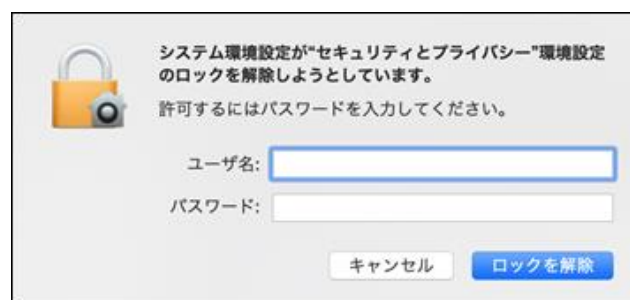 システム環境設定が“セキュリティとプライバシー”環境設定
のロックを解除しようとしています。
許可するにはパスワードを入力してください。
ユーザ名:
パスワード:
キャンセル
ロックを解除